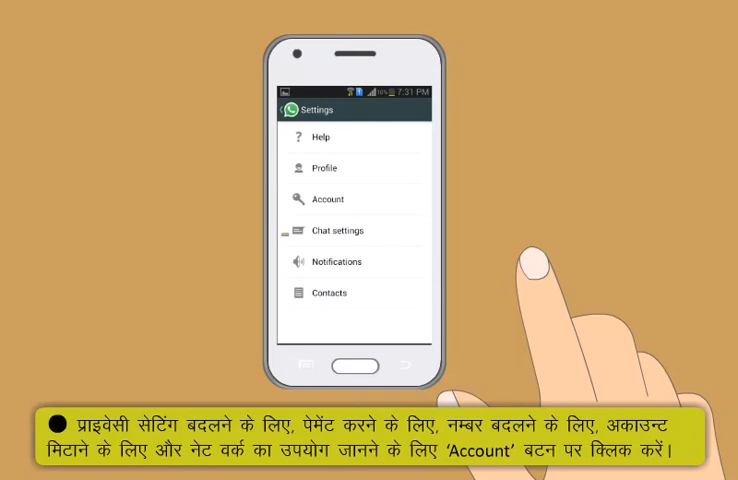 7:31 PM
Settings
Help
Profile
Account
Chat settings
Notifications
Contacts
● प्राइवेसी सेटिंग बदलने के लिए, पेमेंट करने के लिए, नम्बर बदलने के लिए, अकाउन्ट
मिटाने के लिए और नेट वर्क का उपयोग जानने के लिए ‘Account’ बटन पर क्लिक करें।